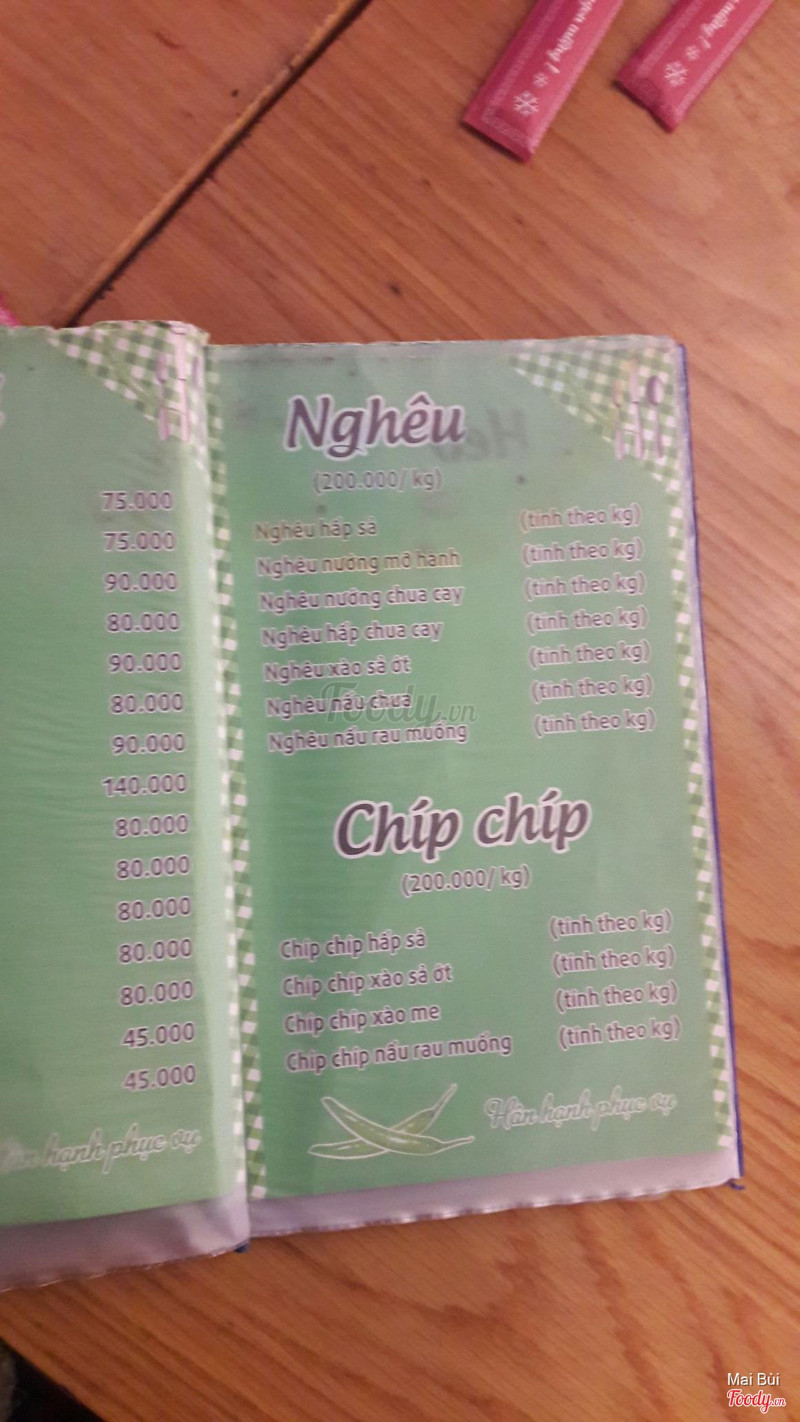 ngon miệng!
miệng!
75.000
75.000
90.000
80.000
90.000
80.000
90.000
140.000
80.000
80.000
80.000
80.000
80.000
45.000
45.000
hạnh phục vụ
Nghêu
(200.000/ kg)
Nghêu hấp sả (tính theo kg)
Nghêu nướng mỡ hành (tính theo kg)
Nghêu nướng chua cay (tính theo kg)
Nghêu hấp chua cay (tính theo kg)
Nghêu xào sả ớt (tính theo kg)
Nghêu nấu chua (tính theo kg)
Nghêu nấu rau muống (tính theo kg)
Foody.vn
Chíp chíp
(200.000/ kg)
Chíp chíp hấp sả (tính theo kg)
Chíp chíp xào sả ớt (tính theo kg)
Chíp chíp xào me (tính theo kg)
Chíp chíp nấu rau muống (tính theo kg)
Hân hạnh phục vụ
Mai Bùi
Foody.vn